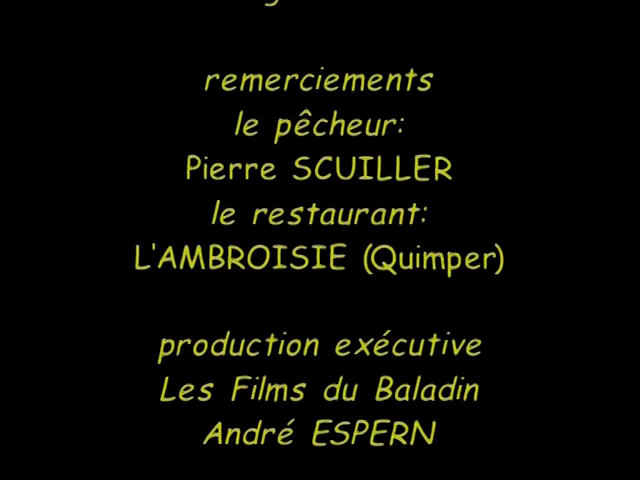 remerciements
le pêcheur:
Pierre SCUILLER
le restaurant:
L'AMBROISIE (Quimper)
production exécutive
Les Films du Baladin
André ESPERN